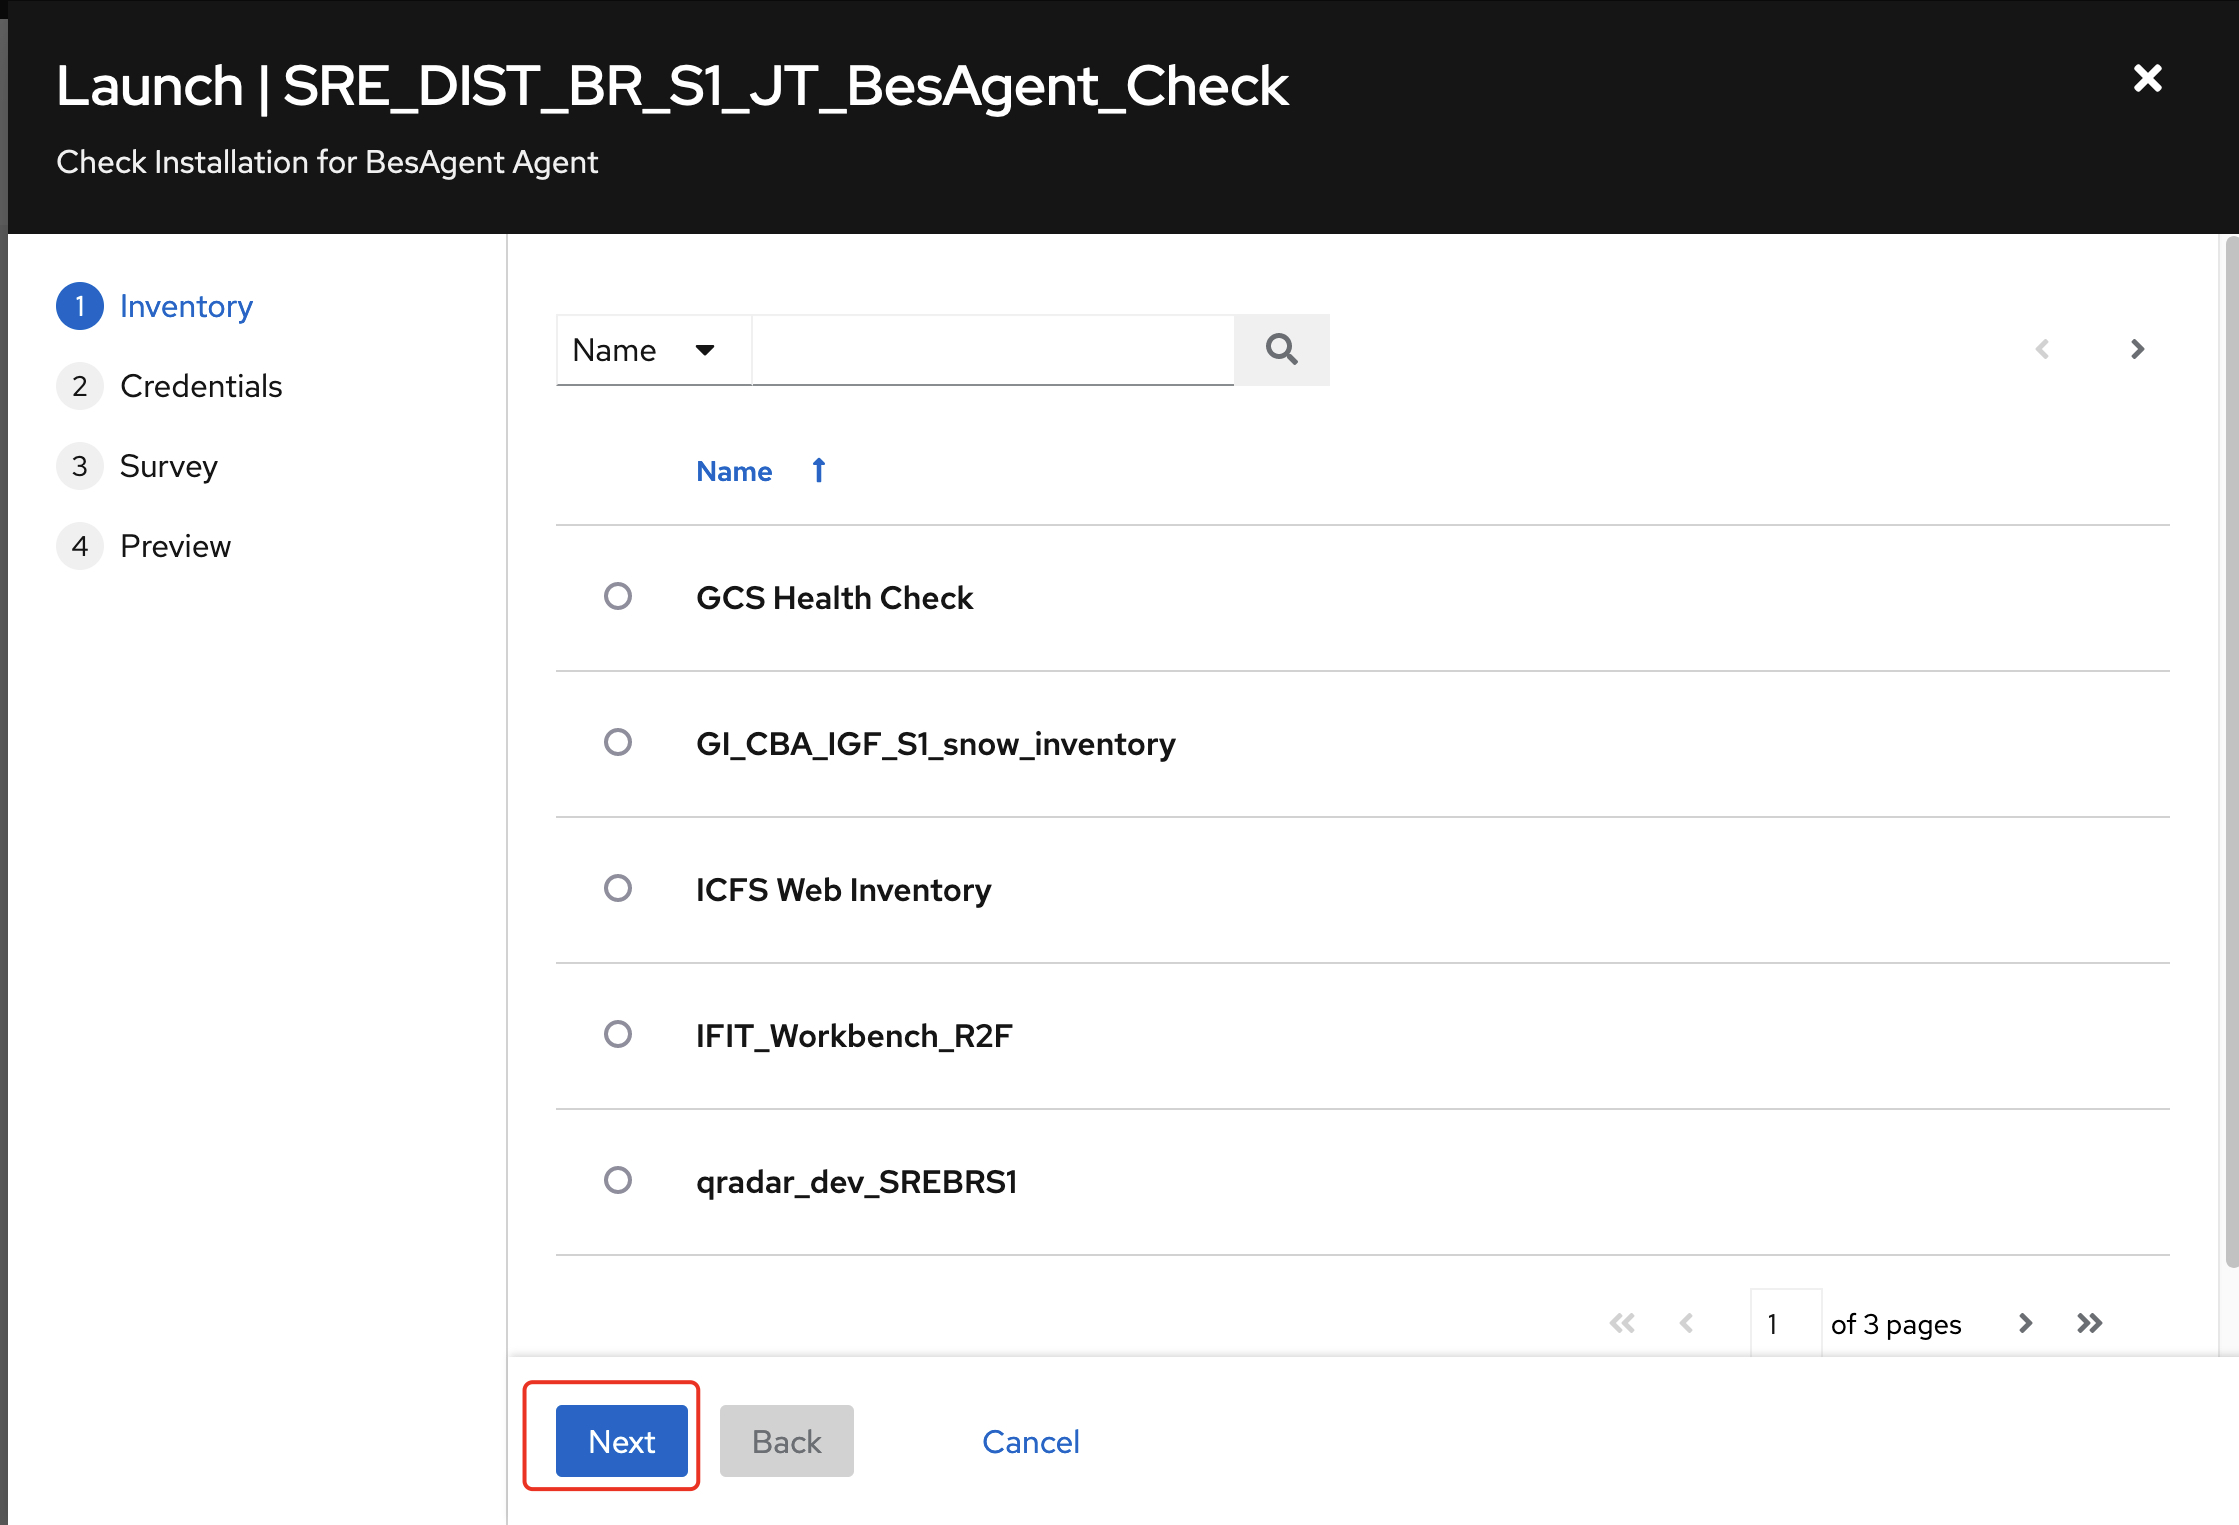 Launch | SRE_DIST_BR_S1_JT_BesAgent_Check
Check Installation for BesAgent Agent
1 Inventory
2 Credentials
3 Survey
4 Preview
Name
Name
GCS Health Check
GI_CBA_IGF_S1_snow_inventory
ICFS Web Inventory
IFIT_Workbench_R2F
qradar_dev_SREBRS1
1 of 3 pages
Next Back Cancel